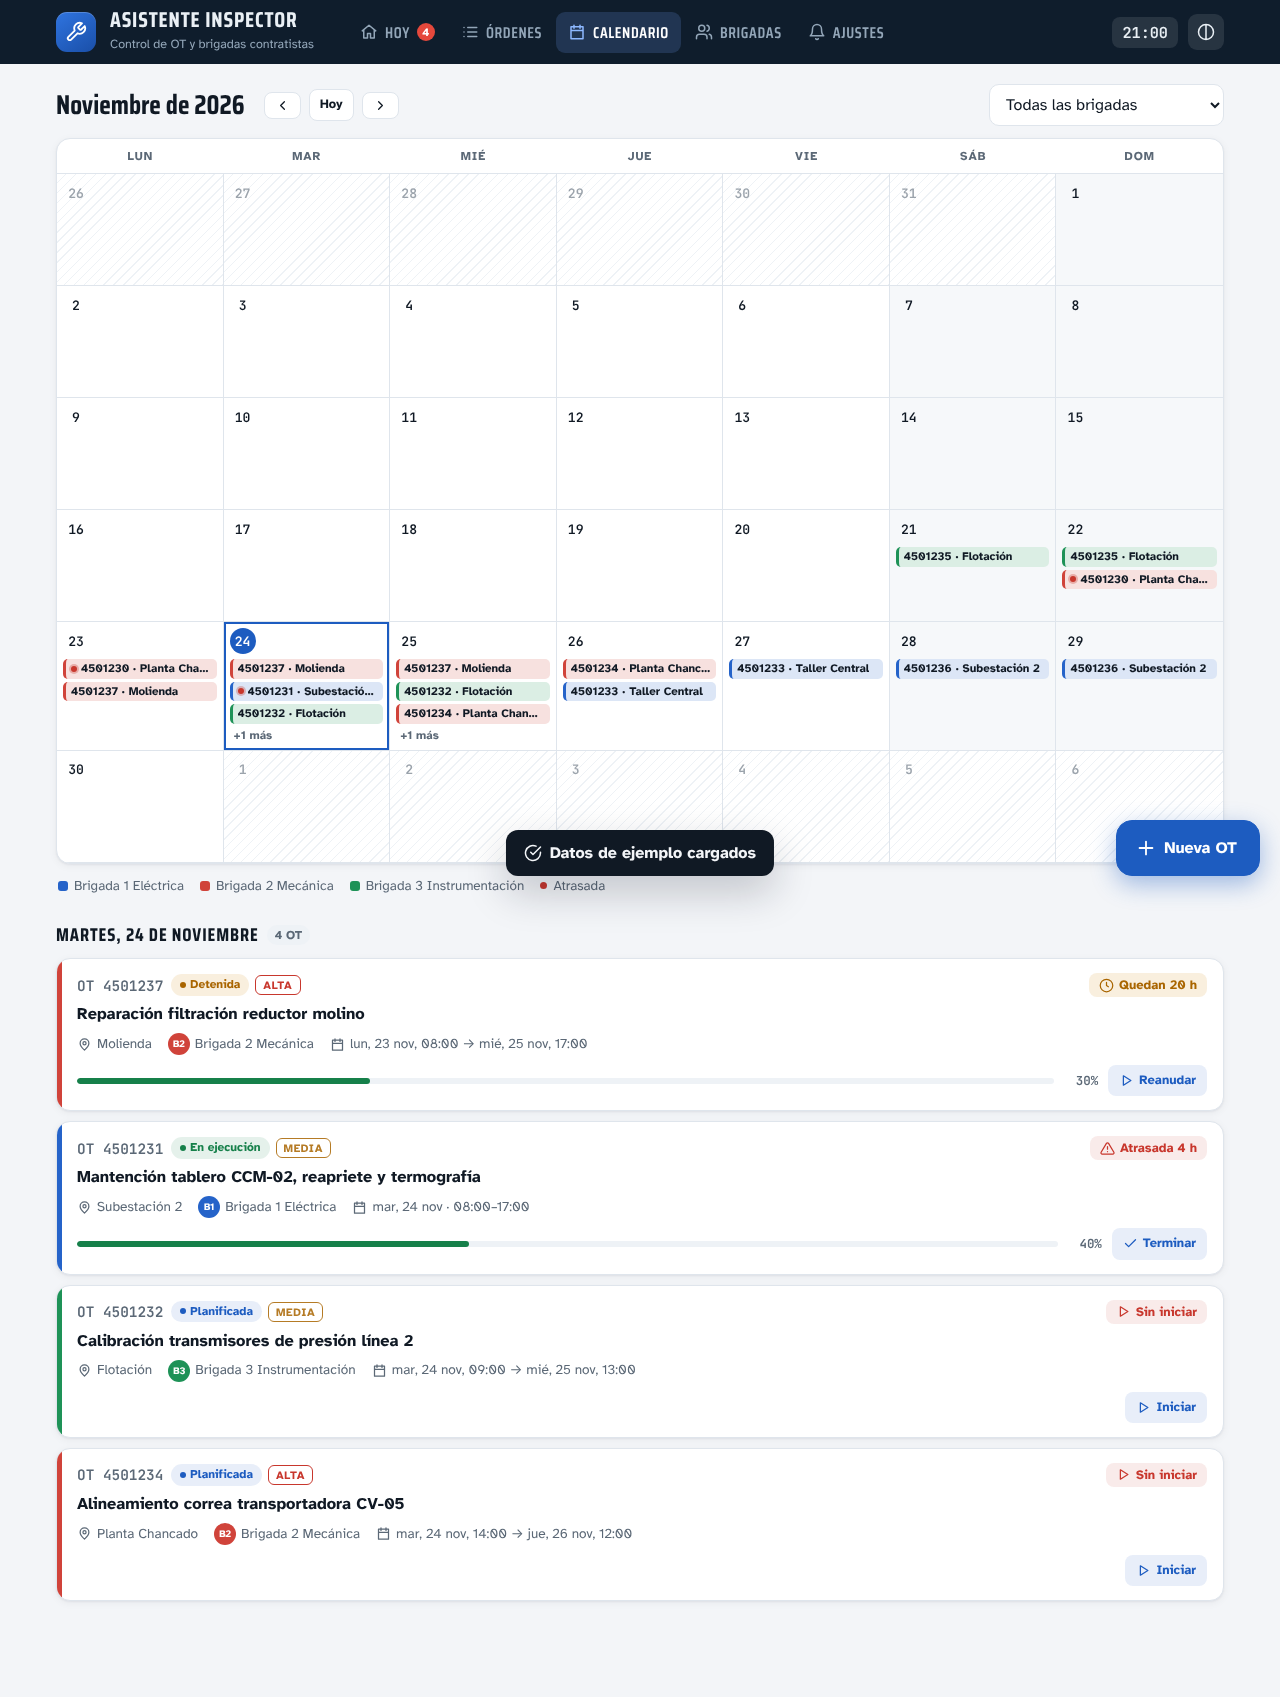 ASISTENTE INSPECTOR
Control de OT y brigadas contratistas
HOY 4
ÓRDENES
CALENDARIO
BRIGADAS
AJUSTES
21:00
Noviembre de 2026
Hoy
Todas las brigadas
LUN MAR MIÉ JUE VIE SÁB DOM
26 27 28 29 30 31 1
2 3 4 5 6 7 8
9 10 11 12 13 14 15
16 17 18 19 20 21 22
4501235 · Flotación
4501235 · Flotación
4501230 · Planta Cha...
23 24 25 26 27 28 29
4501230 · Planta Cha...
4501237 · Molienda
4501237 · Molienda
4501231 · Subestació...
4501232 · Flotación
+1 más
4501237 · Molienda
4501232 · Flotación
4501234 · Planta Chan...
+1 más
4501234 · Planta Chanc...
4501233 · Taller Central
4501233 · Taller Central
4501236 · Subestación 2
4501236 · Subestación 2
30 1 2 3 4 5 6
Datos de ejemplo cargados
Nueva OT
Brigada 1 Eléctrica
Brigada 2 Mecánica
Brigada 3 Instrumentación
Atrasada
MARTES, 24 DE NOVIEMBRE 4 OT
OT 4501237 Detenida ALTA Quedan 20 h
Reparación filtración reductor molino
Molienda B2 Brigada 2 Mecánica lun, 23 nov, 08:00 → mié, 25 nov, 17:00
30% Reanudar
OT 4501231 En ejecución MEDIA Atrasada 4 h
Mantención tablero CCM-02, reapriete y termografía
Subestación 2 B1 Brigada 1 Eléctrica mar, 24 nov · 08:00–17:00
40% Terminar
OT 4501232 Planificada MEDIA Sin iniciar
Calibración transmisores de presión línea 2
Flotación B3 Brigada 3 Instrumentación mar, 24 nov, 09:00 → mié, 25 nov, 13:00
Iniciar
OT 4501234 Planificada ALTA Sin iniciar
Alineamiento correa transportadora CV-05
Planta Chancado B2 Brigada 2 Mecánica mar, 24 nov, 14:00 → jue, 26 nov, 12:00
Iniciar